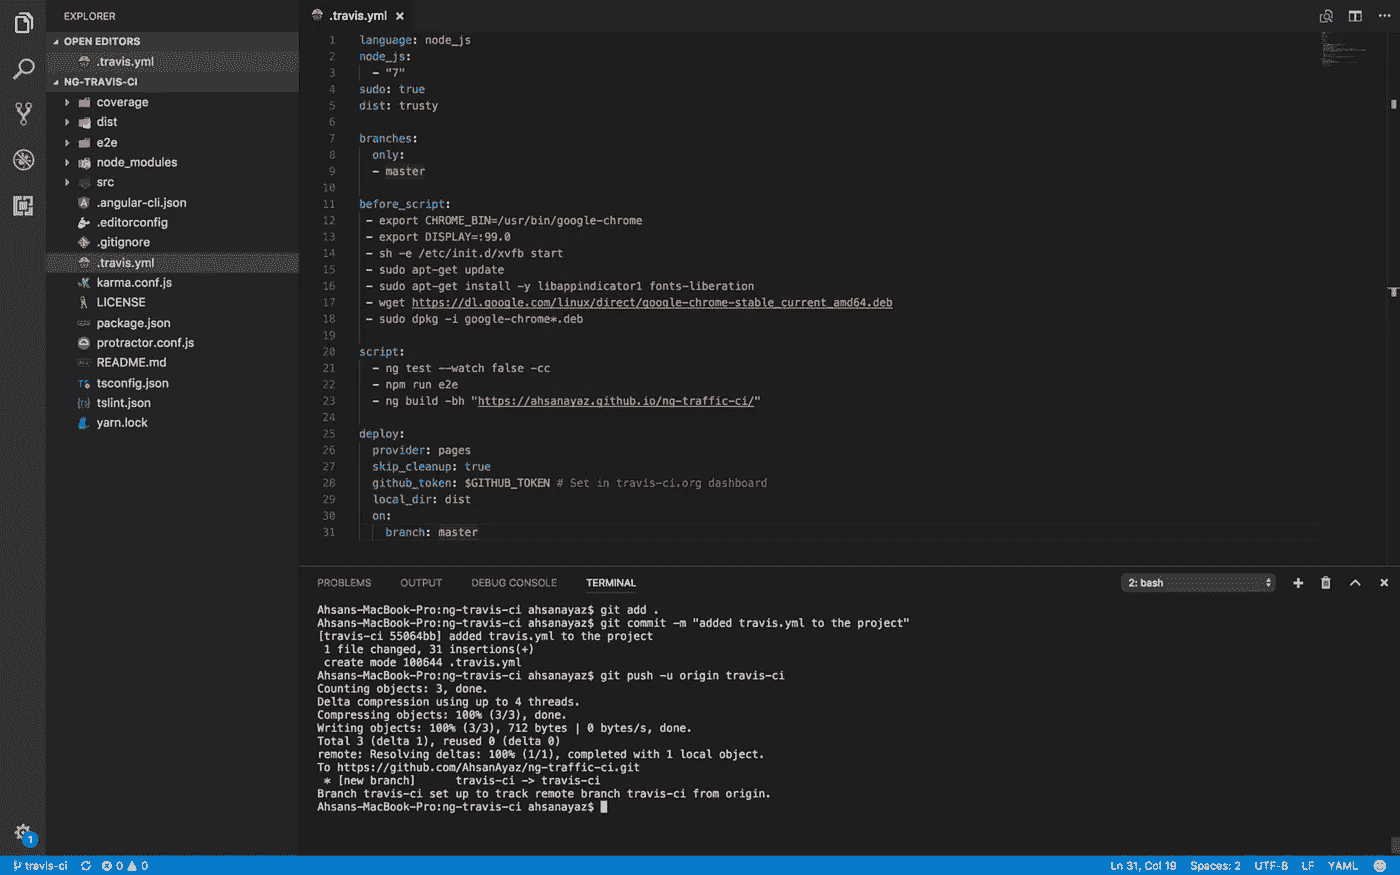 EXPLORER
OPEN EDITORS
.travis.yml
NG-TRAVIS-CI
coverage
dist
e2e
node_modules
src
.angular-cli.json
.editorconfig
.gitignore
.travis.yml
karma.conf.js
LICENSE
package.json
protractor.conf.js
README.md
tsconfig.json
tslint.json
yarn.lock
.travis.yml
1 language: node_js
2 node_js:
3   - "7"
4 sudo: true
5 dist: trusty
6
7 branches:
8   only:
9   - master
10
11 before_script:
12  - export CHROME_BIN=/usr/bin/google-chrome
13  - export DISPLAY=:99.0
14  - sh -e /etc/init.d/xvfb start
15  - sudo apt-get update
16  - sudo apt-get install -y libappindicator1 fonts-liberation
17  - wget https://dl.google.com/linux/direct/google-chrome-stable_current_amd64.deb
18  - sudo dpkg -i google-chrome*.deb
19
20 script:
21   - ng test --watch false -cc
22   - npm run e2e
23   - ng build -bh "https://ahsanayaz.github.io/ng-traffic-ci/"
24
25 deploy:
26   provider: pages
27   skip_cleanup: true
28   github_token: $GITHUB_TOKEN # Set in travis-ci.org dashboard
29   local_dir: dist
30   on:
31     branch: master
PROBLEMS OUTPUT DEBUG CONSOLE TERMINAL 2: bash
Ahsans-MacBook-Pro:ng-travis-ci ahsanayaz$ git add .
Ahsans-MacBook-Pro:ng-travis-ci ahsanayaz$ git commit -m "added travis.yml to the project"
[travis-ci 55064bb] added travis.yml to the project
 1 file changed, 31 insertions(+)
 create mode 100644 .travis.yml
Ahsans-MacBook-Pro:ng-travis-ci ahsanayaz$ git push -u origin travis-ci
Counting objects: 3, done.
Delta compression using up to 4 threads.
Compressing objects: 100% (3/3), done.
Writing objects: 100% (3/3), 712 bytes | 0 bytes/s, done.
Total 3 (delta 1), reused 0 (delta 0)
remote: Resolving deltas: 100% (1/1), completed with 1 local object.
To https://github.com/AhsanAyaz/ng-traffic-ci.git
 * [new branch]      travis-ci -> travis-ci
Branch travis-ci set up to track remote branch travis-ci from origin.
Ahsans-MacBook-Pro:ng-travis-ci ahsanayaz$
1
travis-ci 0 0 Ln 31, Col 19 Spaces: 2 UTF-8 LF YAML